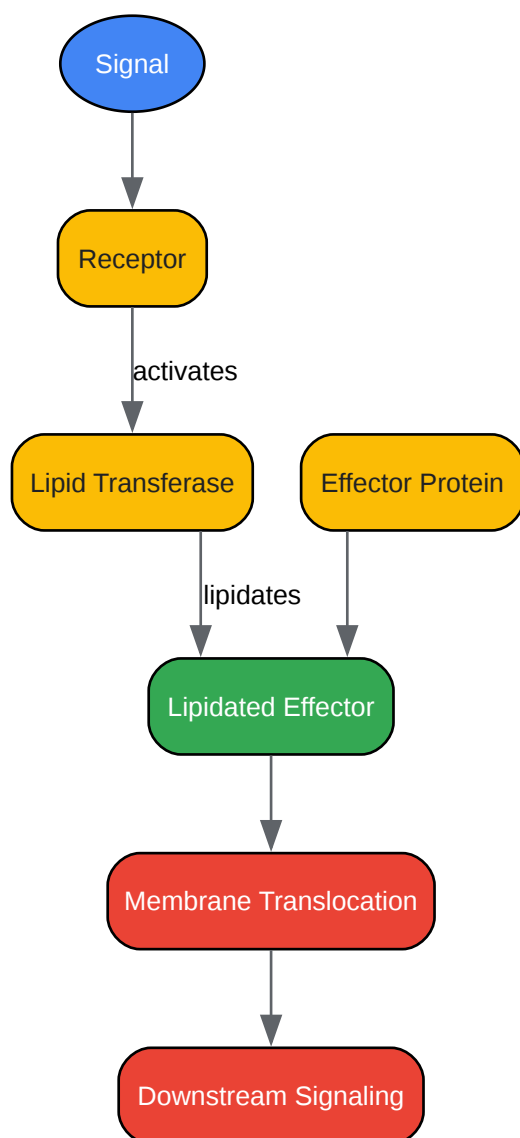 Signal
Receptor
activates
Lipid Transferase
Effector Protein
lipidates
Lipidated Effector
Membrane Translocation
Downstream Signaling